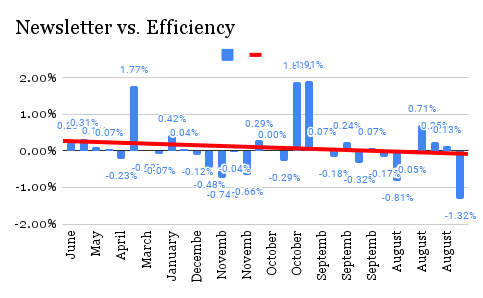 Newsletter vs. Efficiency
2.00%
1.00%
0.00%
-1.00%
-2.00%
0.31%
0.07%
-0.23%
1.77%
-0.07%
0.42%
0.04%
-0.12%
-0.48%
-0.74%
-0.04%
-0.66%
0.29%
0.00%
-0.29%
0.07%
-0.18%
0.24%
-0.32%
0.07%
-0.17%
-0.81%
-0.05%
0.71%
0.13%
-1.32%
June
May
April
March
January
Decembe
Novemb
Novemb
October
October
Septemb
Septemb
Septemb
August
August
August